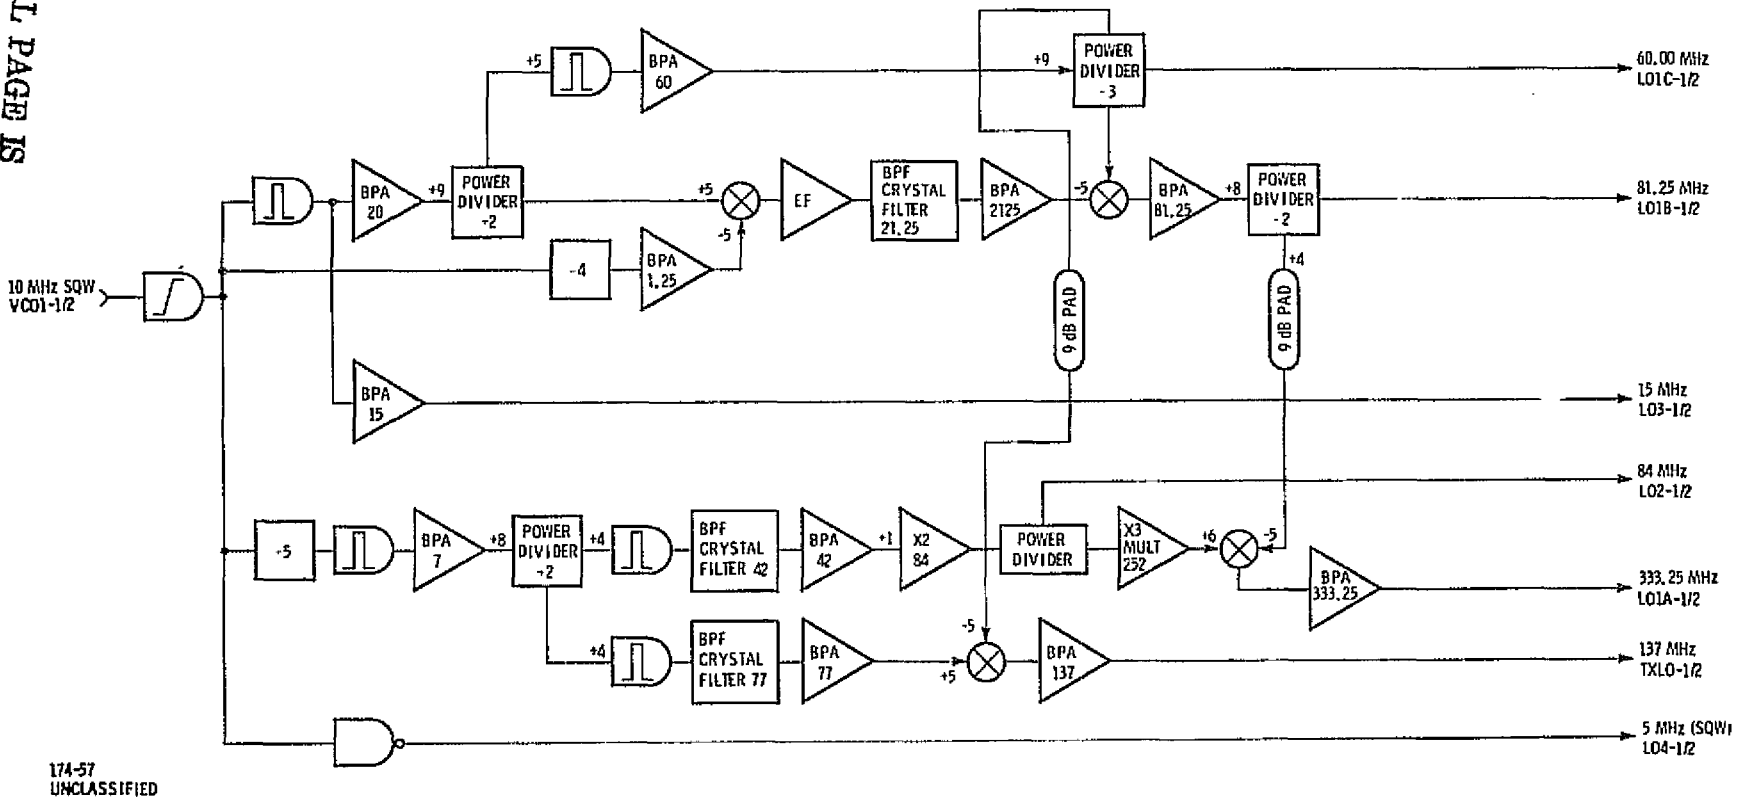 L PAGE IS
+5
BPA
60
+9
POWER
DIVIDER
-3
60.00 MHz
LO1C-1/2
BPA
20
+9
POWER
DIVIDER
÷2
+5
-5
EF
BPF
CRYSTAL
FILTER
21.25
BPA
2125
-5
BPA
81.25
+8
POWER
DIVIDER
-2
81.25 MHz
LO1B-1/2
-4
BPA
1.25
+4
10 MHz SQW
VCO1-1/2
9 dB PAD
9 dB PAD
BPA
15
15 MHz
LO3-1/2
84 MHz
LO2-1/2
÷5
BPA
7
+8
POWER
DIVIDER
÷2
+4
BPF
CRYSTAL
FILTER 42
BPA
42
+1
X2
84
POWER
DIVIDER
X3
MULT
252
+6
-5
BPA
333.25
333.25 MHz
LO1A-1/2
+4
BPF
CRYSTAL
FILTER 77
BPA
77
+5
-5
BPA
137
137 MHz
TXLO-1/2
5 MHz (SQW)
LO4-1/2
174-57
UNCLASSIFIED